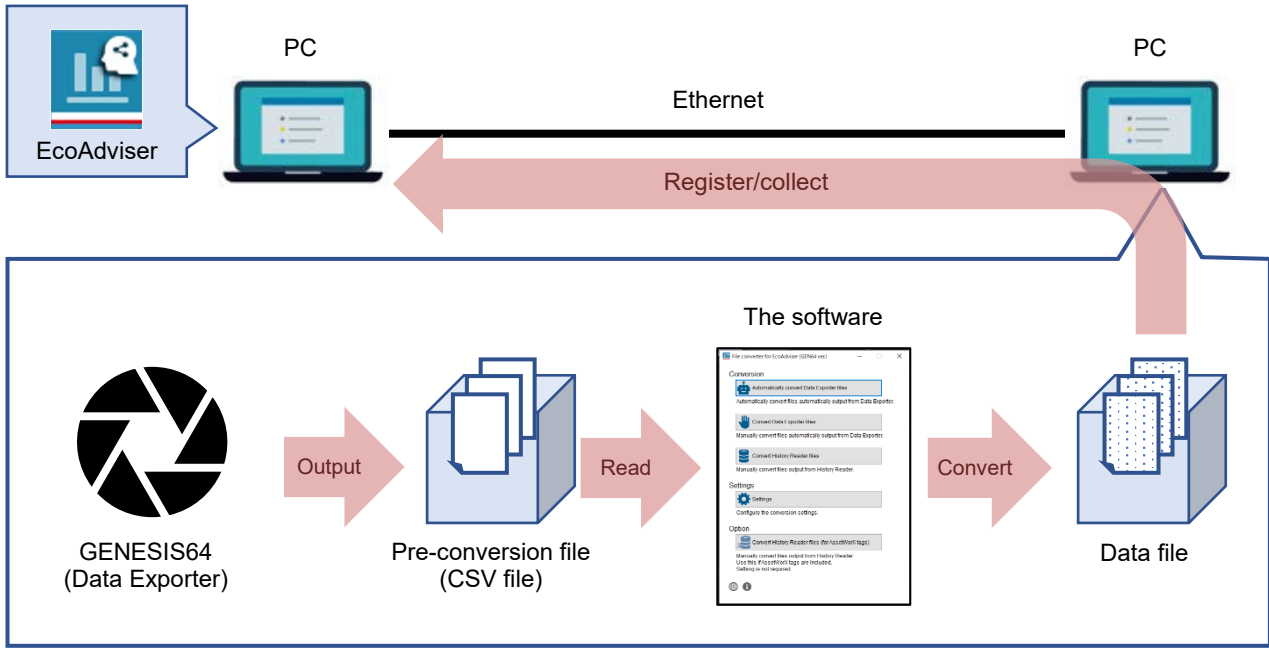 PC
PC
EcoAdviser
Ethernet
Register/collect
The software
File converter for EcoAdviser (GEN64 ver.)
Conversion
Automatically convert Data Exporter files
Automatically convert files automatically output from Data Exporter.
Convert Data Exporter files
Manually convert files automatically output from Data Exporter.
Convert History Reader files
Manually convert files output from History Reader.
Settings
Settings
Configure the conversion settings.
Option
Convert History Reader files (for AssetWorX tags)
Manually convert files output from History Reader
Use this if AssetWorX tags are included.
Setting is not required.
Output
Read
Convert
GENESIS64
(Data Exporter)
Pre-conversion file
(CSV file)
Data file